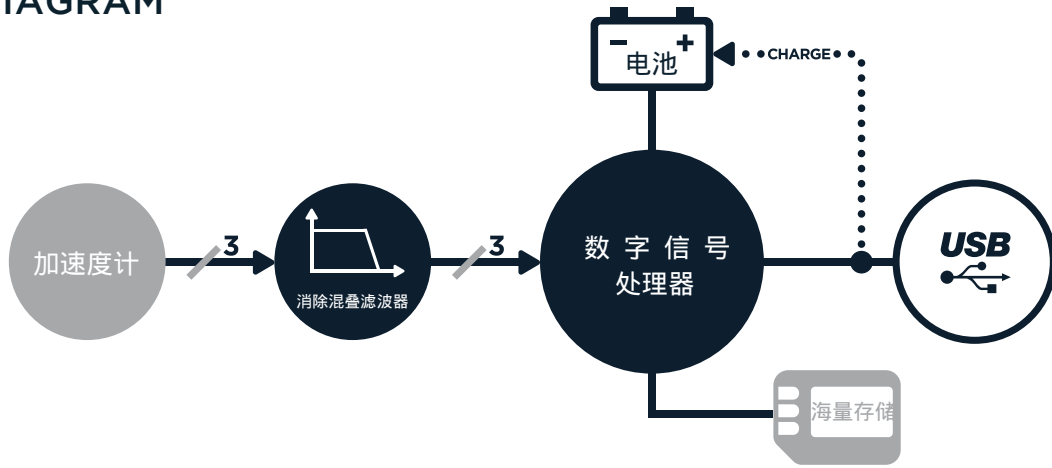 IAGRAM
电池
CHARGE
加速度计
3
消除混叠滤波器
3
数字信号
处理器
USB
海量存储